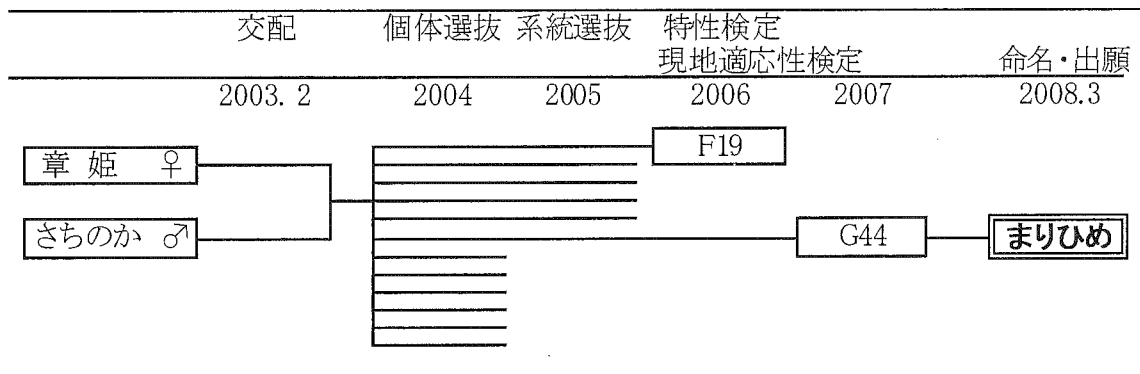 交配 個体選抜 系統選抜 特性検定
現地適応性検定 命名・出願
2003. 2 2004 2005 2006 2007 2008.3
章 姫 ♀
F19
さちのか ♂
G44
まりひめ